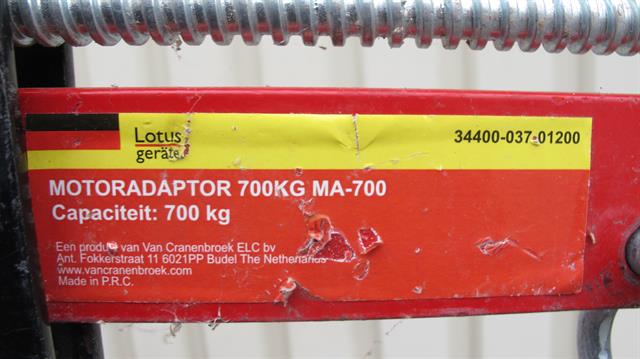 Lotus
geräte
34400-037-01200
MOTORADAPTOR 700KG MA-700
Capaciteit: 700 kg
Een produkt van Van Cranenbroek ELC bv
Ant. Fokkerstraat 11 6021PP Budel The Netherlands
www.vancranenbroek.com
Made in P.R.C.